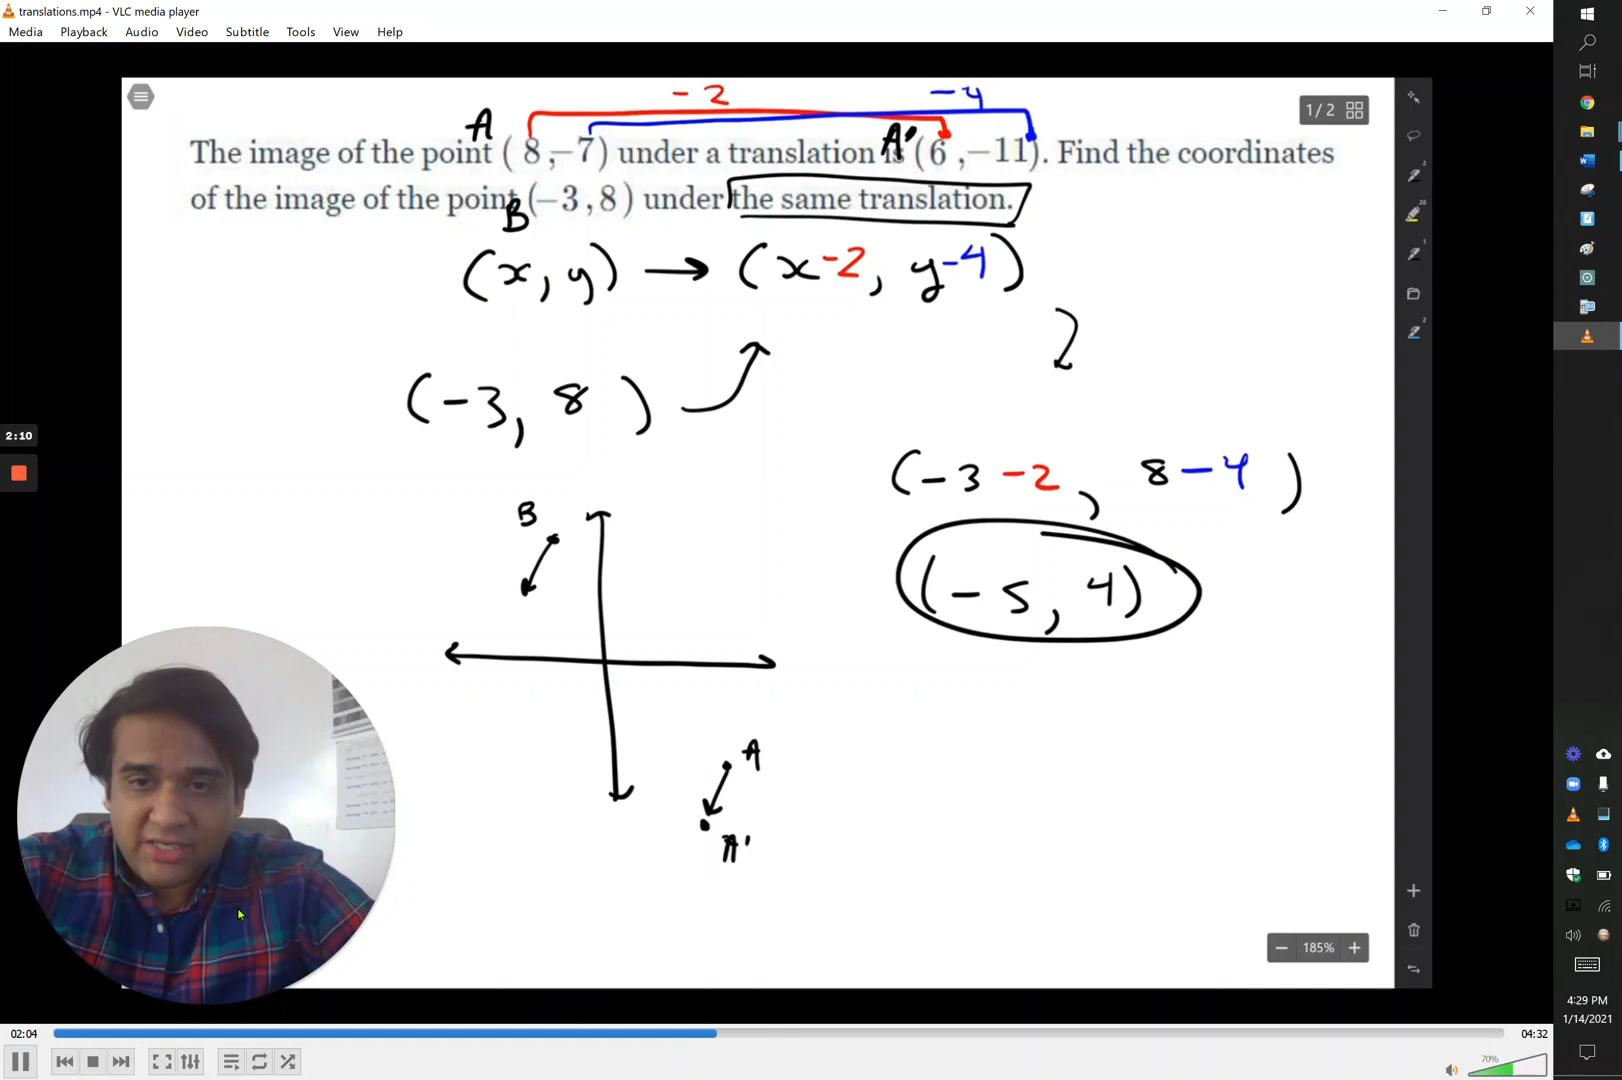 translations.mp4 - VLC media player
Media Playback Audio Video Subtitle Tools View Help
- 2 - 4
1 / 2
A A'
The image of the point ( 8 ,−7) under a translation is (6 ,−11). Find the coordinates
of the image of the point (−3 , 8 ) under the same translation.
B
(x, y) → (x-2, y-4)
(-3, 8 )
2:10
(-3 -2, 8 - 4 )
B
(-5, 4)
A
A'
185%
02:04 04:32
70%
4:29 PM
1/14/2021